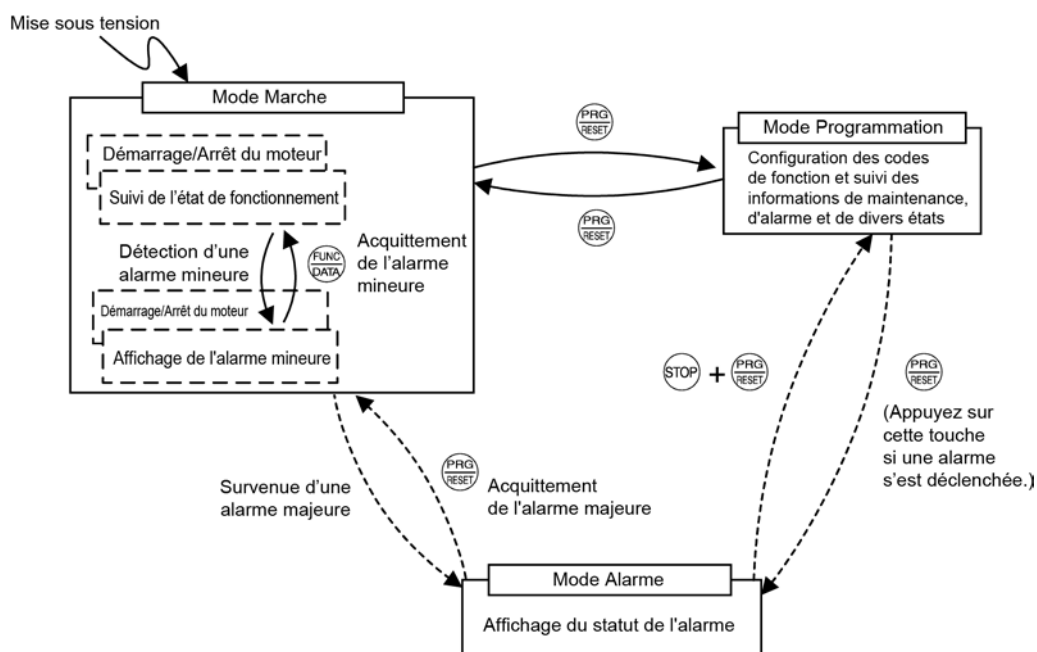 Mise sous tension
Mode Marche
Démarrage/Arrêt du moteur
Suivi de l'état de fonctionnement
Détection d'une
alarme mineure
FUNC
DATA
Acquittement
de l'alarme
mineure
Démarrage/Arrêt du moteur
Affichage de l'alarme mineure
PRG
RESET
PRG
RESET
Mode Programmation
Configuration des codes
de fonction et suivi des
informations de maintenance,
d'alarme et de divers états
STOP + PRG
RESET
PRG
RESET
(Appuyez sur
cette touche
si une alarme
s'est déclenchée.)
Survenue d'une
alarme majeure
PRG
RESET
Acquittement
de l'alarme majeure
Mode Alarme
Affichage du statut de l'alarme